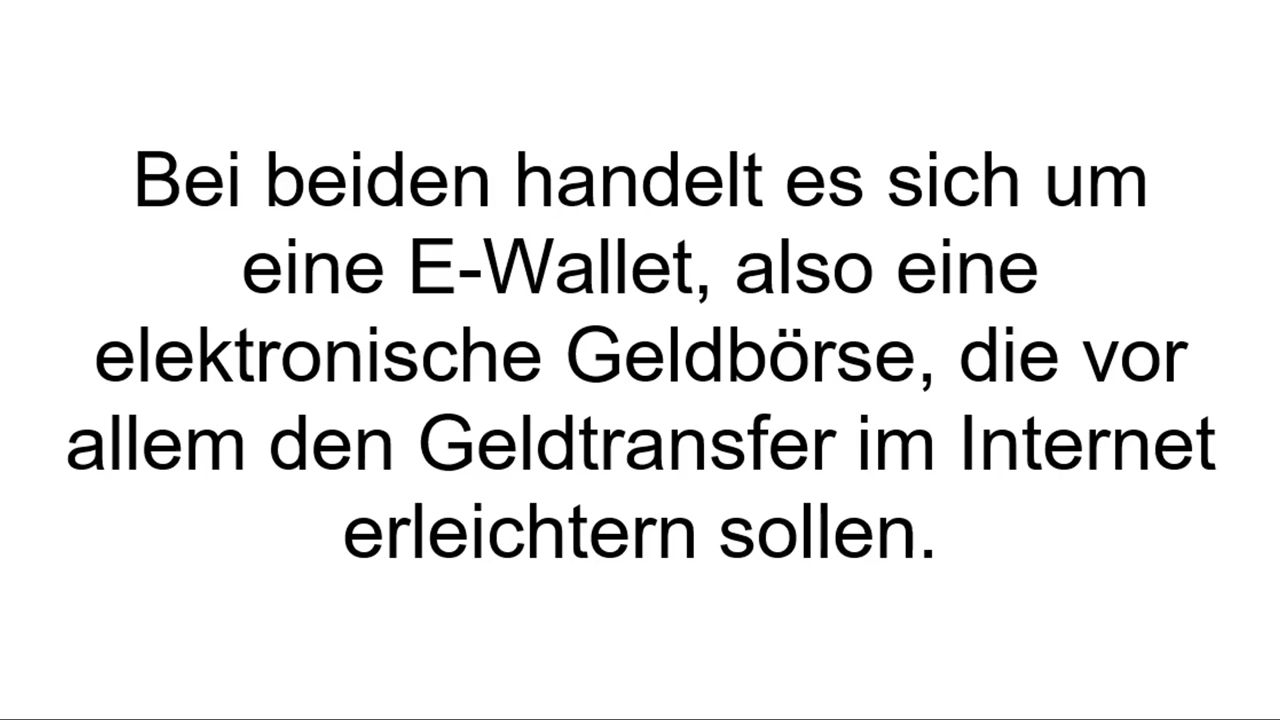 Bei beiden handelt es sich um
eine E-Wallet, also eine
elektronische Geldbörse, die vor
allem den Geldtransfer im Internet
erleichtern sollen.